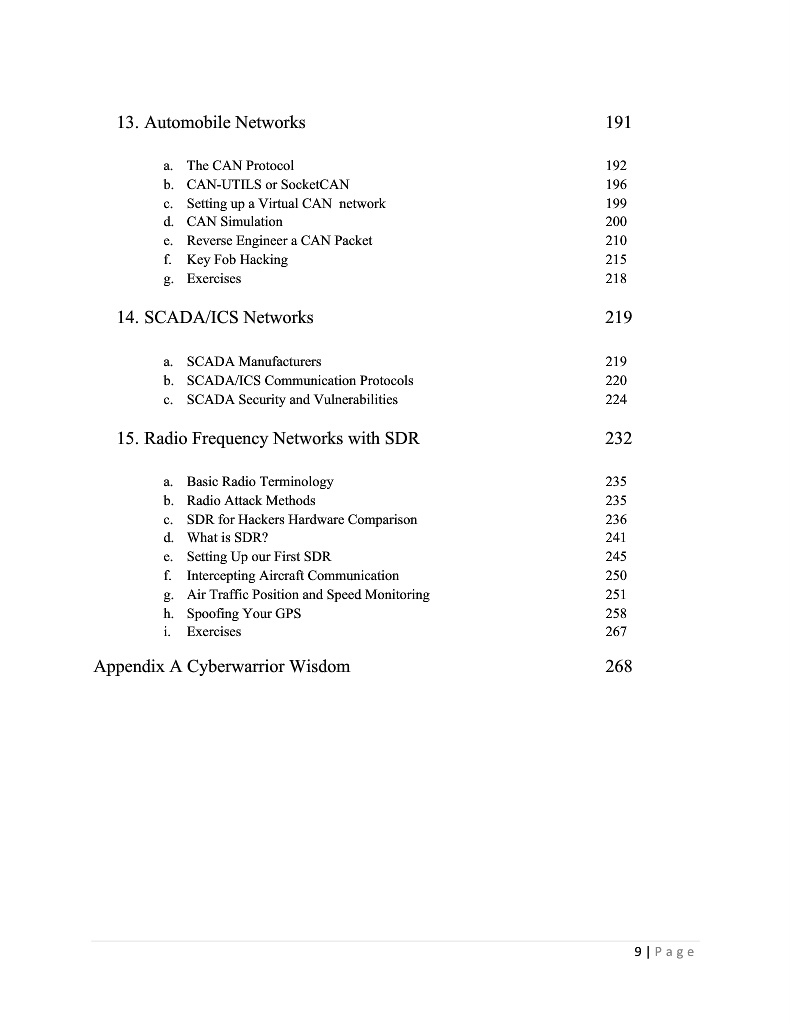 13. Automobile Networks 191
a. The CAN Protocol 192
b. CAN-UTILS or SocketCAN 196
c. Setting up a Virtual CAN network 199
d. CAN Simulation 200
e. Reverse Engineer a CAN Packet 210
f. Key Fob Hacking 215
g. Exercises 218
14. SCADA/ICS Networks 219
a. SCADA Manufacturers 219
b. SCADA/ICS Communication Protocols 220
c. SCADA Security and Vulnerabilities 224
15. Radio Frequency Networks with SDR 232
a. Basic Radio Terminology 235
b. Radio Attack Methods 235
c. SDR for Hackers Hardware Comparison 236
d. What is SDR? 241
e. Setting Up our First SDR 245
f. Intercepting Aircraft Communication 250
g. Air Traffic Position and Speed Monitoring 251
h. Spoofing Your GPS 258
i. Exercises 267
Appendix A Cyberwarrior Wisdom 268
9 | Page